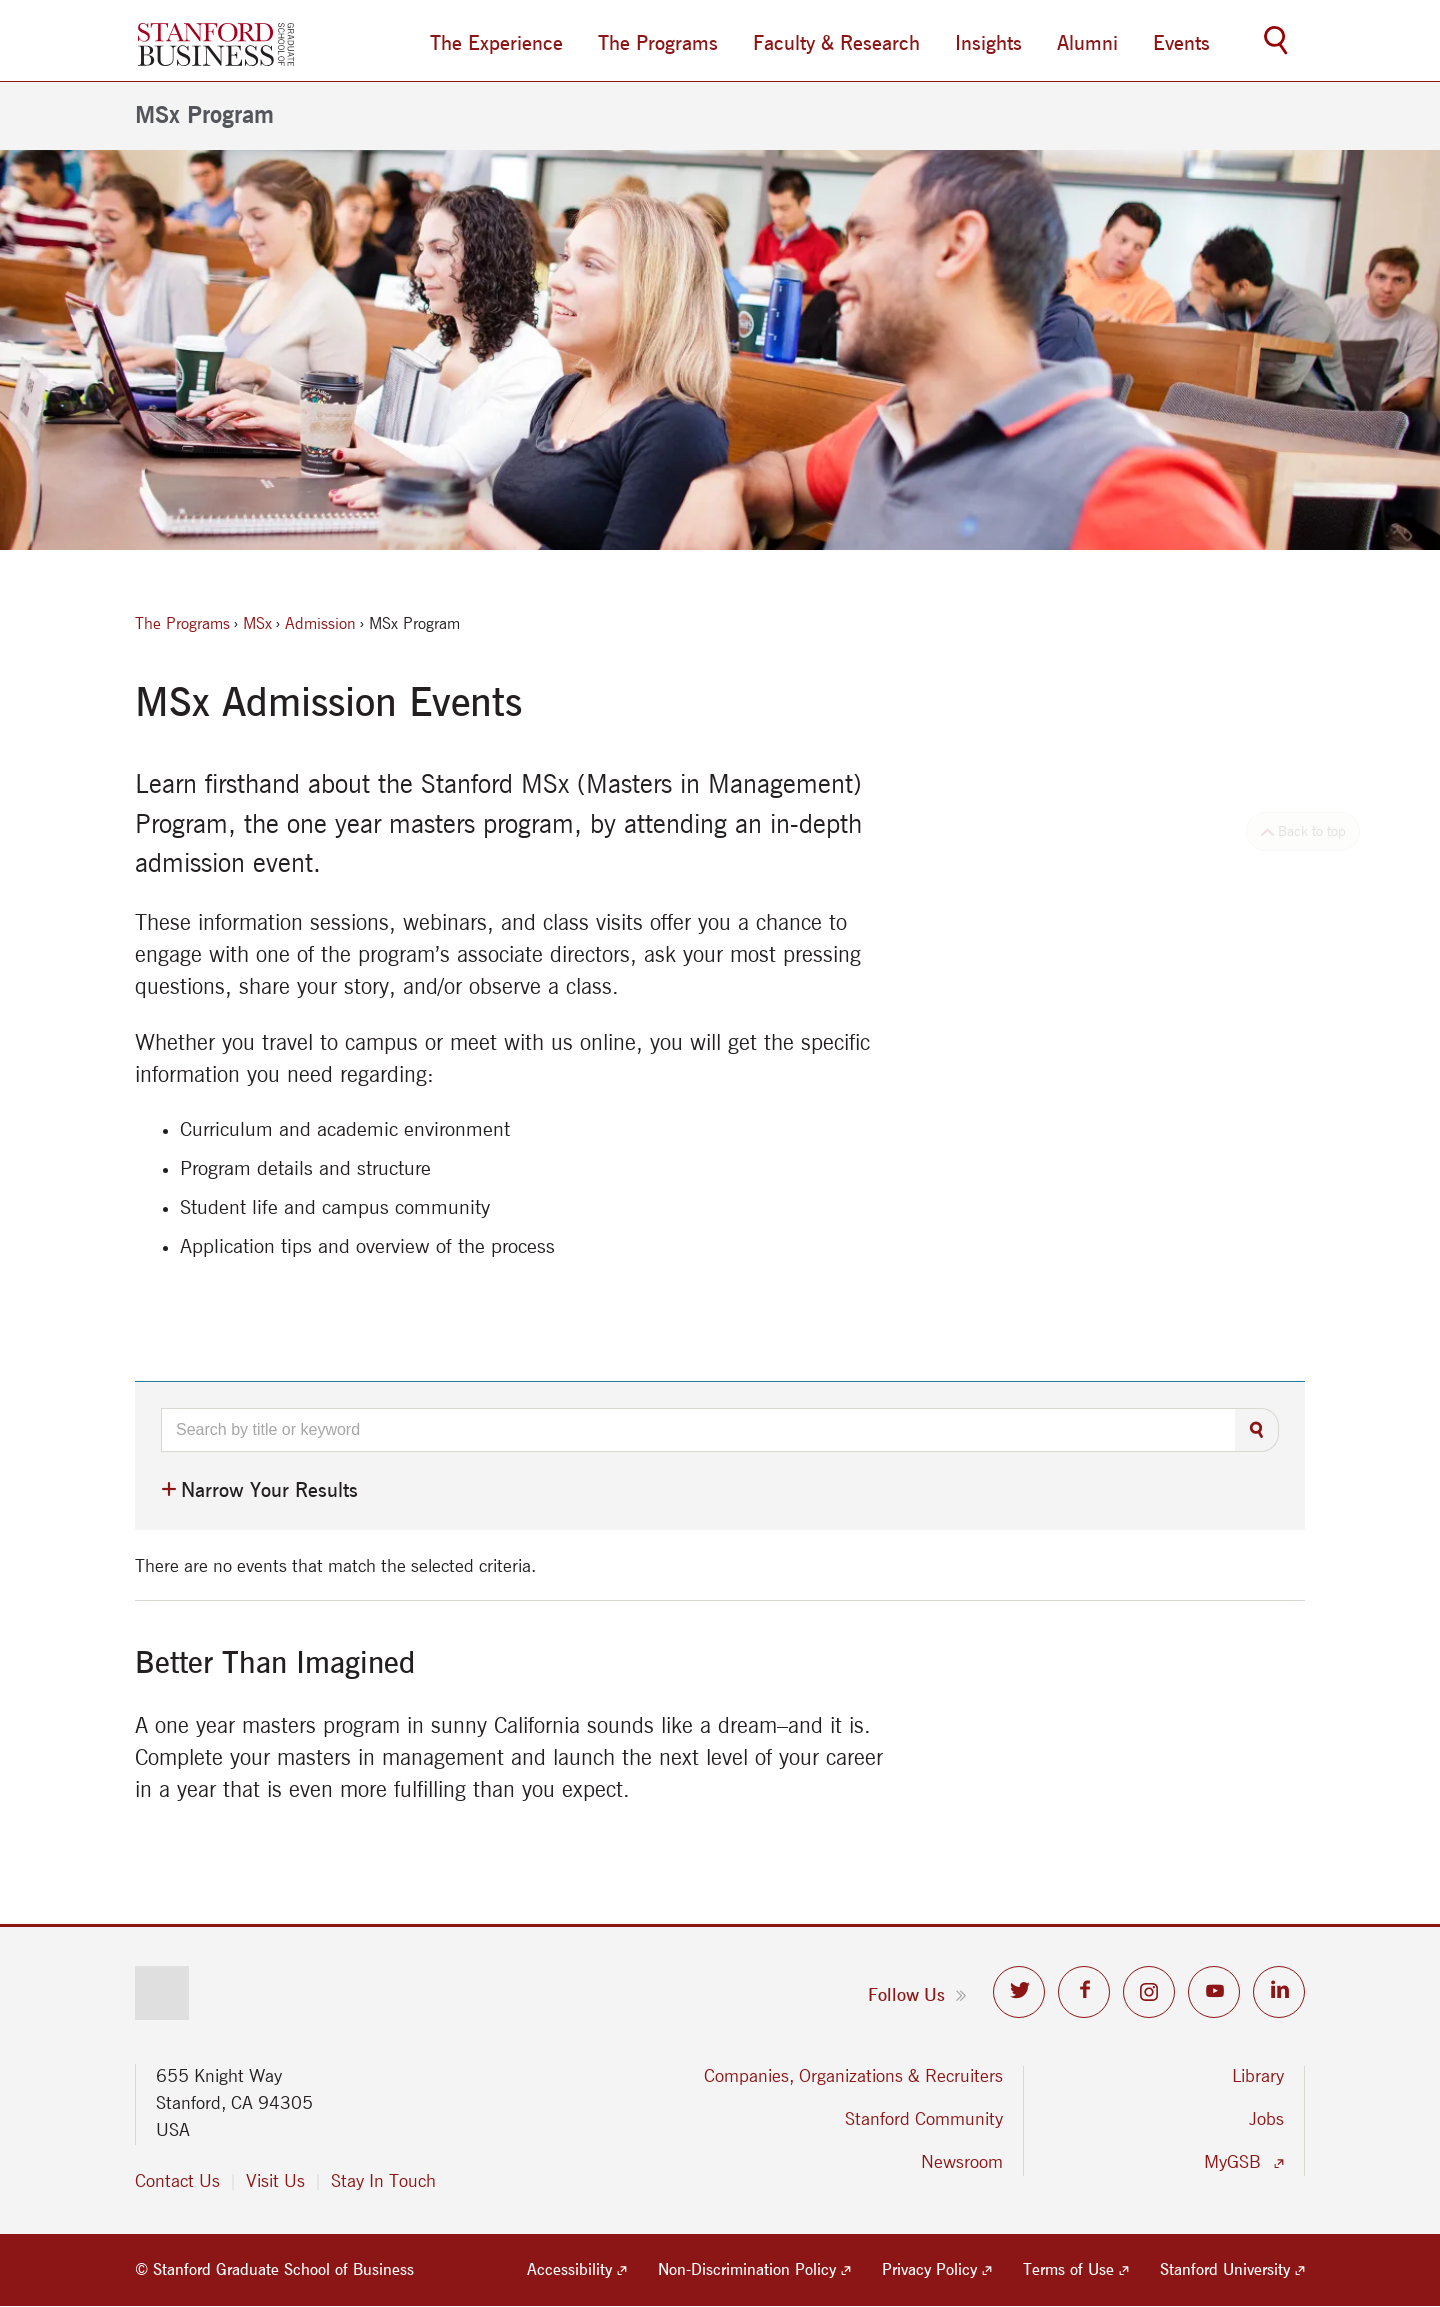 STANFORD
BUSINESS
GRADUATE
SCHOOL OF
The Experience
The Programs
Faculty & Research
Insights
Alumni
Events
MSx Program
The Programs › MSx › Admission › MSx Program
MSx Admission Events
Learn firsthand about the Stanford MSx (Masters in Management)
Program, the one year masters program, by attending an in-depth
admission event.
Back to top
These information sessions, webinars, and class visits offer you a chance to
engage with one of the program’s associate directors, ask your most pressing
questions, share your story, and/or observe a class.
Whether you travel to campus or meet with us online, you will get the specific
information you need regarding:
• Curriculum and academic environment
• Program details and structure
• Student life and campus community
• Application tips and overview of the process
Search by title or keyword
+ Narrow Your Results
There are no events that match the selected criteria.
Better Than Imagined
A one year masters program in sunny California sounds like a dream–and it is.
Complete your masters in management and launch the next level of your career
in a year that is even more fulfilling than you expect.
Follow Us »
655 Knight Way
Stanford, CA 94305
USA
Contact Us | Visit Us | Stay In Touch
Companies, Organizations & Recruiters
Stanford Community
Newsroom
Library
Jobs
MyGSB
© Stanford Graduate School of Business
Accessibility
Non-Discrimination Policy
Privacy Policy
Terms of Use
Stanford University